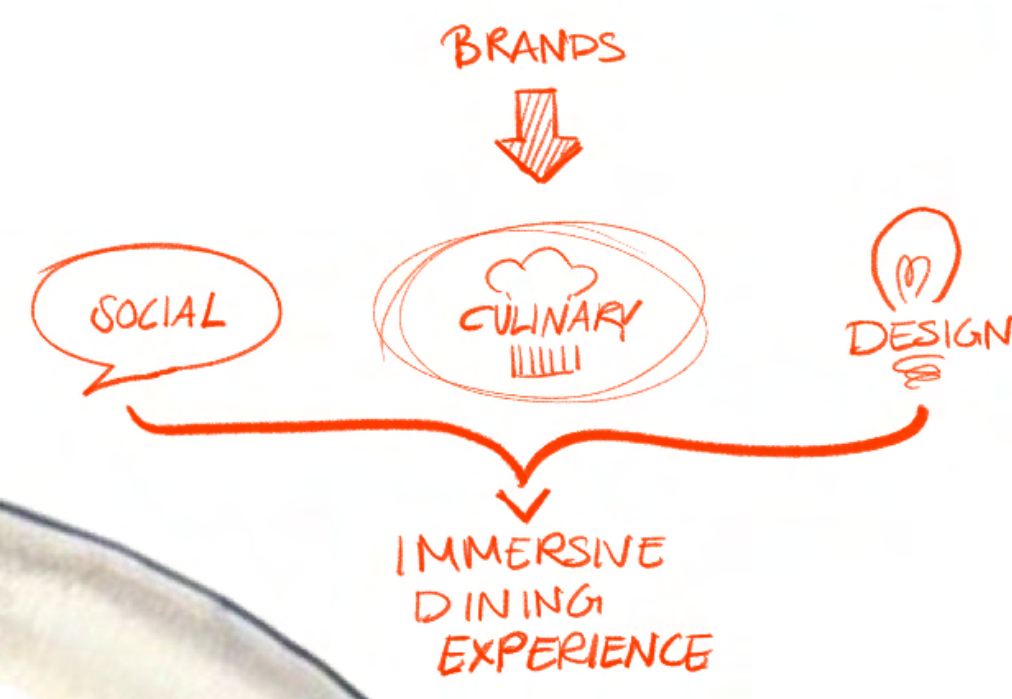 BRANDS
SOCIAL
CULINARY
DESIGN
IMMERSIVE
DINING
EXPERIENCE